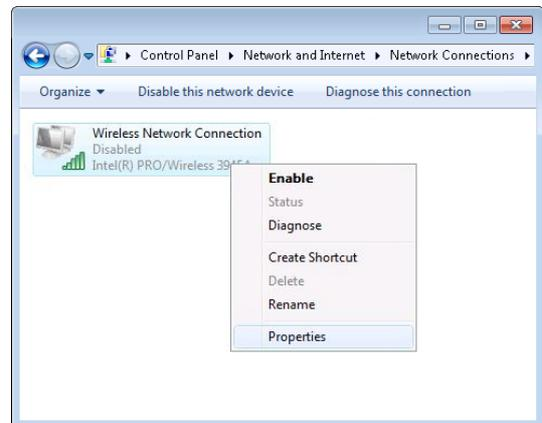 Control Panel Network and Internet Network Connections
Organize Disable this network device Diagnose this connection
Wireless Network Connection
Disabled
Intel(R) PRO/Wireless
Enable
Status
Diagnose
Create Shortcut
Delete
Rename
Properties